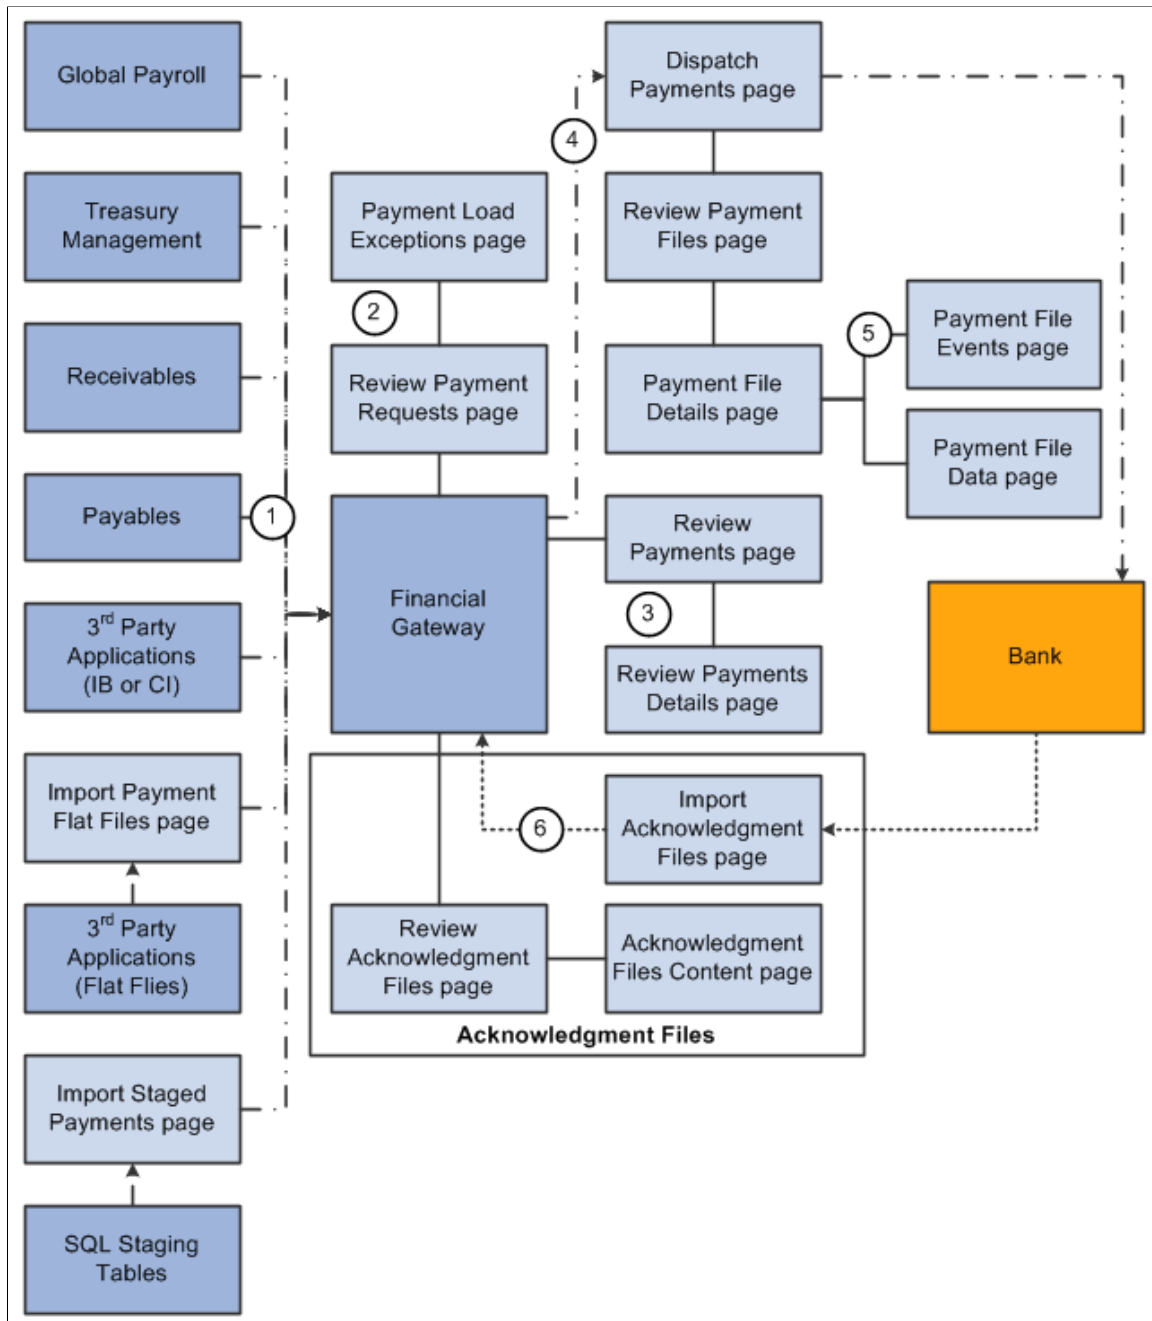 Global Payroll
Treasury
Management
Receivables
Payables
3rd Party
Applications
(IB or CI)
Import Payment
Flat Files page
3rd Party
Applications
(Flat Flies)
Import Staged
Payments page
SQL Staging
Tables
1
Payment Load
Exceptions page
2
Review Payment
Requests page
Financial
Gateway
4
Dispatch
Payments page
Review Payment
Files page
Payment File
Details page
5
Payment File
Events page
Payment File
Data page
Review
Payments page
3
Review Payments
Details page
Bank
Import
Acknowledgment
Files page
6
Review
Acknowledgment
Files page
Acknowledgment
Files Content page
Acknowledgment Files